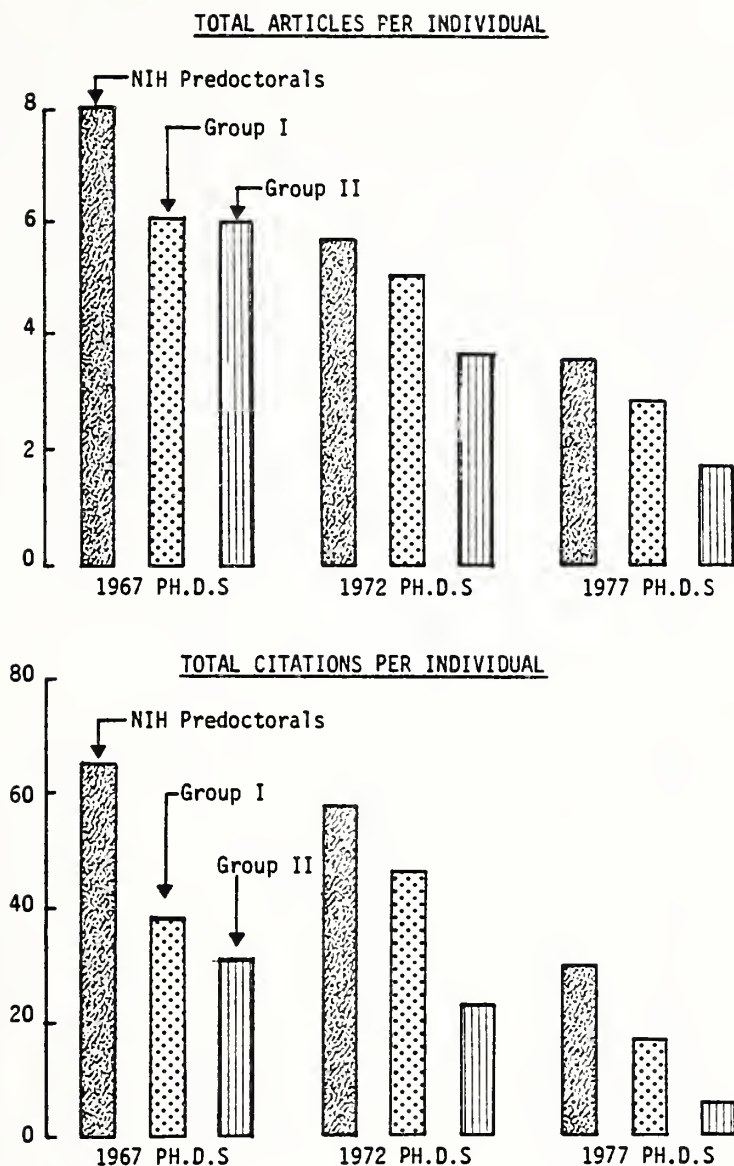 TOTAL ARTICLES PER INDIVIDUAL
NIH Predoctorals
8
Group I
Group II
6
4
2
0
1967 PH.D.S 1972 PH.D.S 1977 PH.D.S
TOTAL CITATIONS PER INDIVIDUAL
80
NIH Predoctorals
60
Group I
Group II
40
20
0
1967 PH.D.S 1972 PH.D.S 1977 PH.D.S